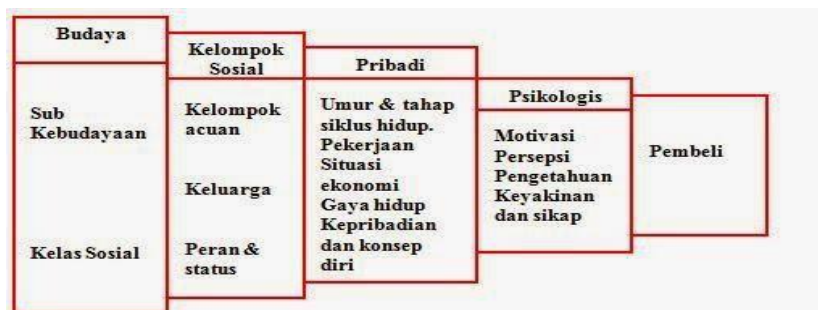 Budaya
Sub
Kebudayaan
Kelas Sosial
Kelompok
Sosial
Kelompok
acuan
Keluarga
Peran &
status
Pribadi
Umur & tahap
siklus hidup.
Pekerjaan
Situasi
ekonomi
Gaya hidup
Kepribadian
dan konsep
diri
Psikologis
Motivasi
Persepsi
Pengetahuan
Keyakinan
dan sikap
Pembeli